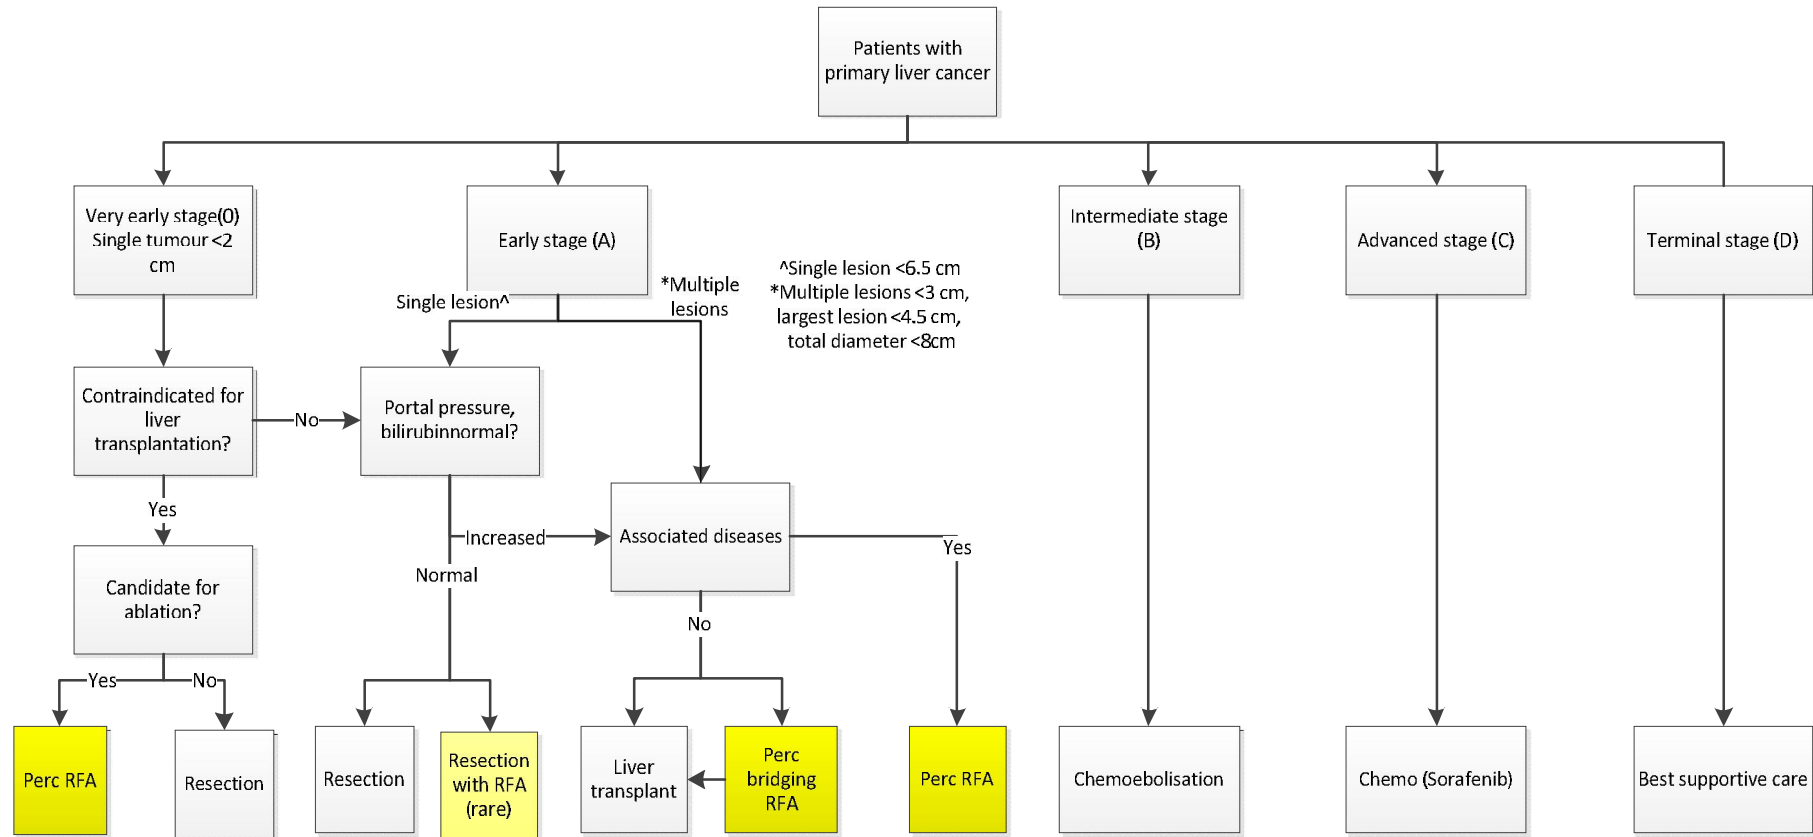 Patients with
primary liver cancer
Very early stage(0)
Single tumour <2
cm
Early stage (A)
Intermediate stage
(B)
Advanced stage (C)
Terminal stage (D)
Single lesion^
*Multiple
lesions
^Single lesion <6.5 cm
*Multiple lesions <3 cm,
largest lesion <4.5 cm,
total diameter <8cm
Contraindicated for
liver
transplantation?
No
Portal pressure,
bilirubinnormal?
Yes
Increased
Associated diseases
Yes
Normal
Candidate for
ablation?
No
Yes
No
Perc RFA
Resection
Resection
Resection
with RFA
(rare)
Liver
transplant
Perc
bridging
RFA
Perc RFA
Chemoebolisation
Chemo (Sorafenib)
Best supportive care